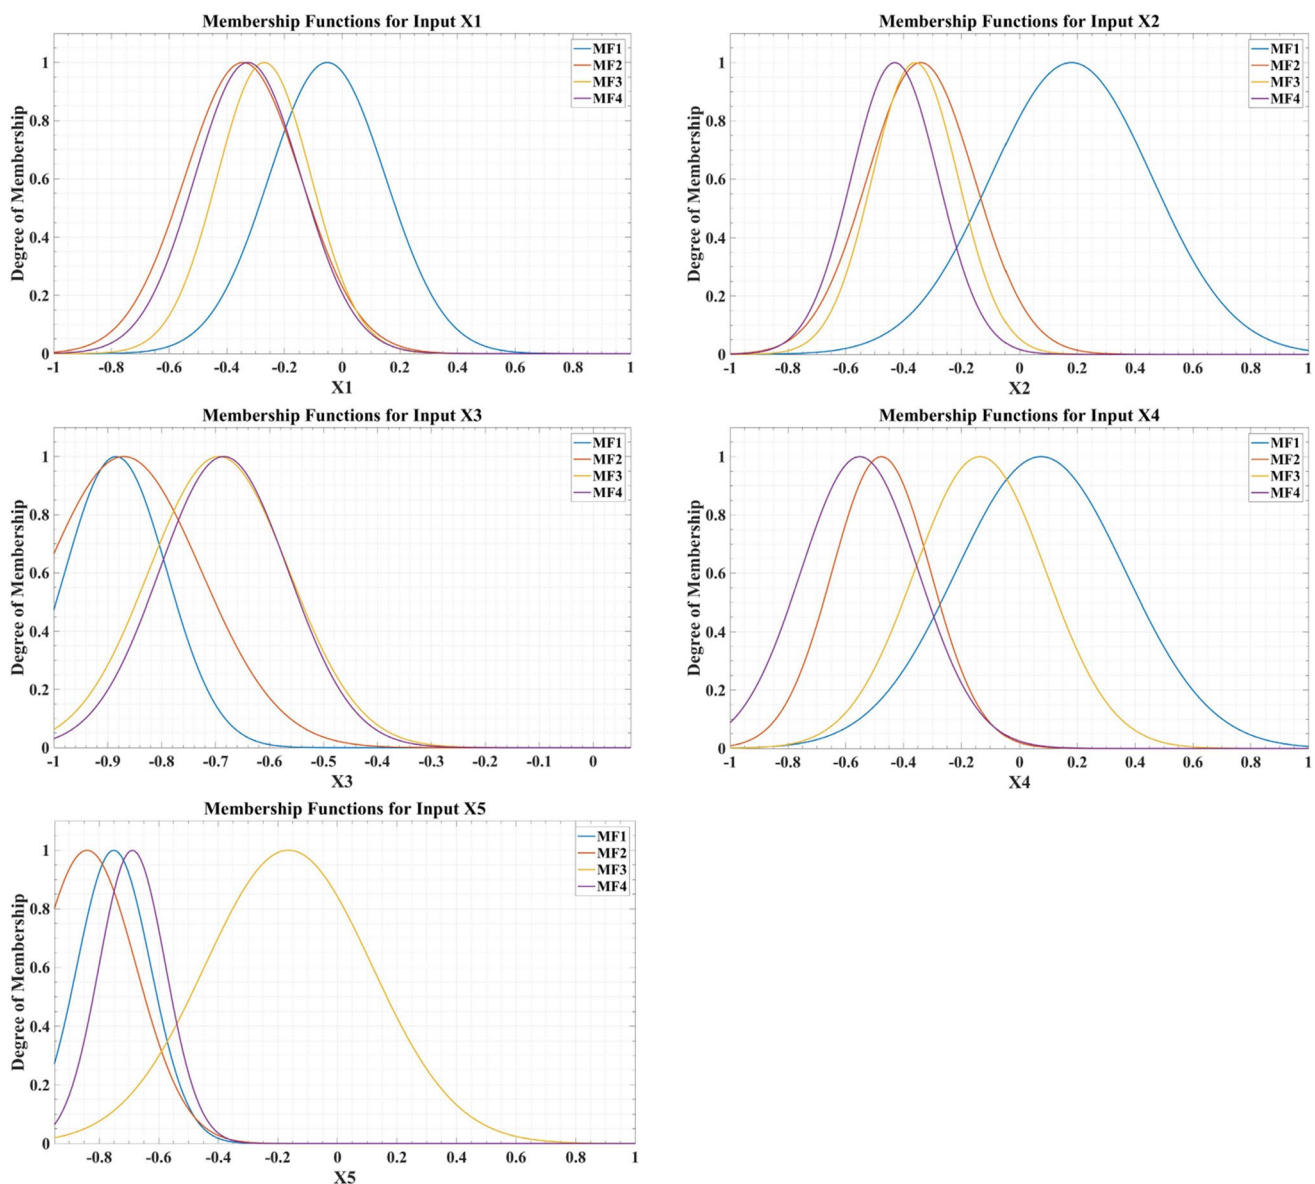 Membership Functions for Input X1
Degree of Membership
1
0.8
0.6
0.4
0.2
0
-1 -0.8 -0.6 -0.4 -0.2 0 0.2 0.4 0.6 0.8 1
X1
MF1
MF2
MF3
MF4
Membership Functions for Input X2
Degree of Membership
1
0.8
0.6
0.4
0.2
0
-1 -0.8 -0.6 -0.4 -0.2 0 0.2 0.4 0.6 0.8 1
X2
MF1
MF2
MF3
MF4
Membership Functions for Input X3
Degree of Membership
1
0.8
0.6
0.4
0.2
0
-1 -0.9 -0.8 -0.7 -0.6 -0.5 -0.4 -0.3 -0.2 -0.1 0
X3
MF1
MF2
MF3
MF4
Membership Functions for Input X4
Degree of Membership
1
0.8
0.6
0.4
0.2
0
-1 -0.8 -0.6 -0.4 -0.2 0 0.2 0.4 0.6 0.8 1
X4
MF1
MF2
MF3
MF4
Membership Functions for Input X5
Degree of Membership
1
0.8
0.6
0.4
0.2
0
-0.8 -0.6 -0.4 -0.2 0 0.2 0.4 0.6 0.8 1
X5
MF1
MF2
MF3
MF4